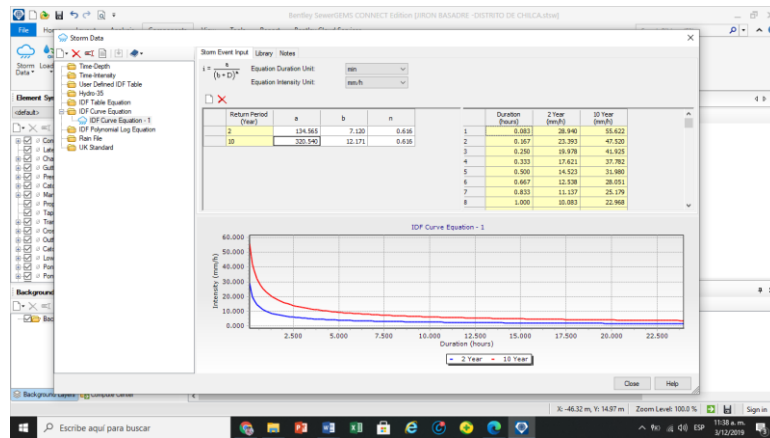 Bentley SewerGEMS CONNECT Edition [JIRON BASADRE -DISTRITO DE CHILCA.stsw]
File
Storm Data
Storm
Data
Element Sy
<default>
Time-Depth
Time-Intensity
User Defined IDF Table
Hydro-35
IDF Table Equation
IDF Curve Equation
IDF Curve Equation - 1
IDF Polynomial Log Equation
Rain File
UK Standard
Storm Event Input Library Notes
i = a / (b + D)^n
Equation Duration Unit: min
Equation Intensity Unit: mm/h
Return Period (Year) a b n
2 134.565 7.120 0.616
10 320.540 12.171 0.616
Duration (hours) 2 Year (mm/h) 10 Year (mm/h)
1 0.083 28.940 55.622
2 0.167 23.393 47.520
3 0.250 19.978 41.925
4 0.333 17.621 37.782
5 0.500 14.523 31.980
6 0.667 12.538 28.051
7 0.833 11.137 25.179
8 1.000 10.083 22.968
IDF Curve Equation - 1
Intensity (mm/h)
60.000
50.000
40.000
30.000
20.000
10.000
0.000
2.500 5.000 7.500 10.000 12.500 15.000 17.500 20.000 22.500
Duration (hours)
2 Year 10 Year
Close Help
Background
Background Layers Compute Center
X: -46.32 m, Y: 14.97 m Zoom Level: 100.0 % Sign in
Escribe aquí para buscar
ESP
11:38 a. m.
3/12/2019